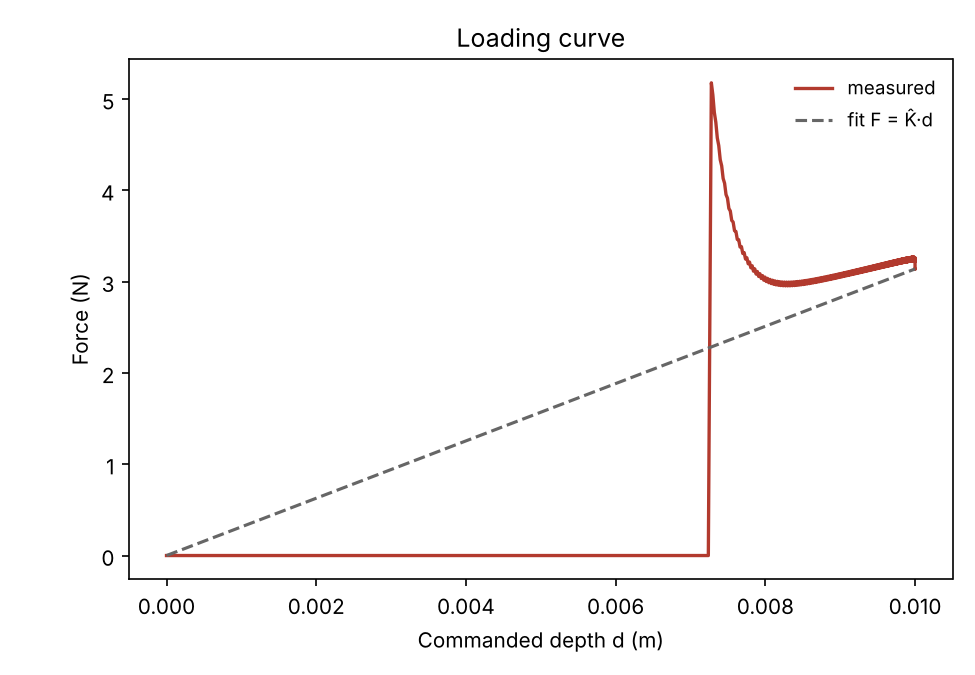 Loading curve
measured
fit F = K̂·d
5
4
3
2
1
0
Force (N)
0.000 0.002 0.004 0.006 0.008 0.010
Commanded depth d (m)